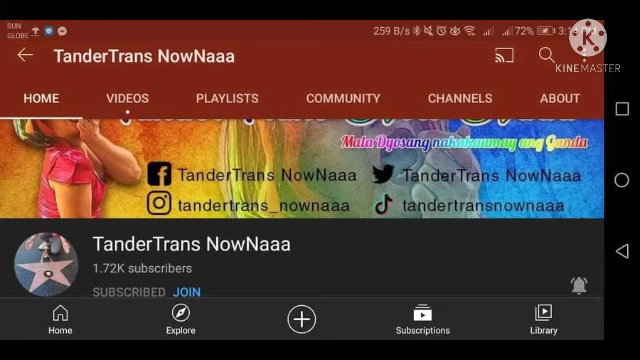 SUN
GLOBE
259 B/s
72%
TanderTrans NowNaaa
KINEMASTER
HOME VIDEOS PLAYLISTS COMMUNITY CHANNELS ABOUT
Mala Dyosang nakakaumay ang Ganda
TanderTrans NowNaaa TanderTrans NowNaaa
tandertrans_nownaaa tandertransnownaaa
TanderTrans NowNaaa
1.72K subscribers
SUBSCRIBED JOIN
Home Explore Subscriptions Library